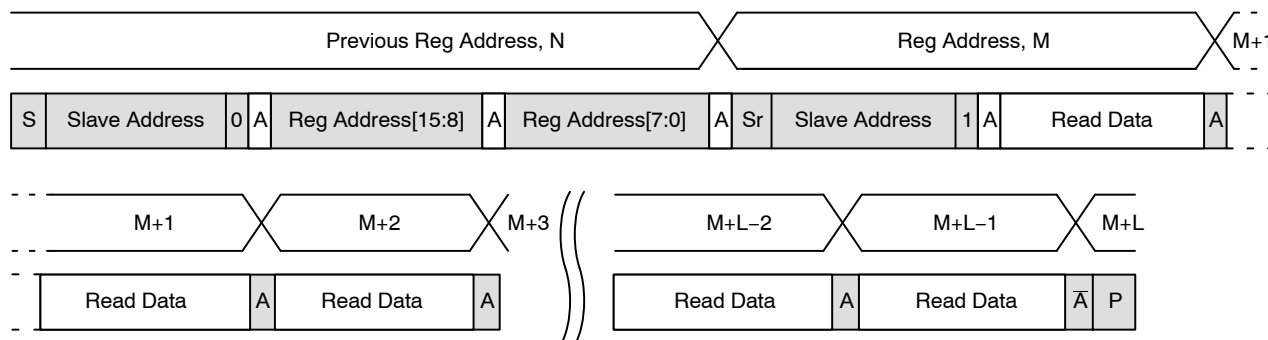 Previous Reg Address, N Reg Address, M M+1
S Slave Address 0 A Reg Address[15:8] A Reg Address[7:0] A Sr Slave Address 1 A Read Data A
M+1 M+2 M+3 M+L−2 M+L−1 M+L
Read Data A Read Data A Read Data A Read Data A̅ P